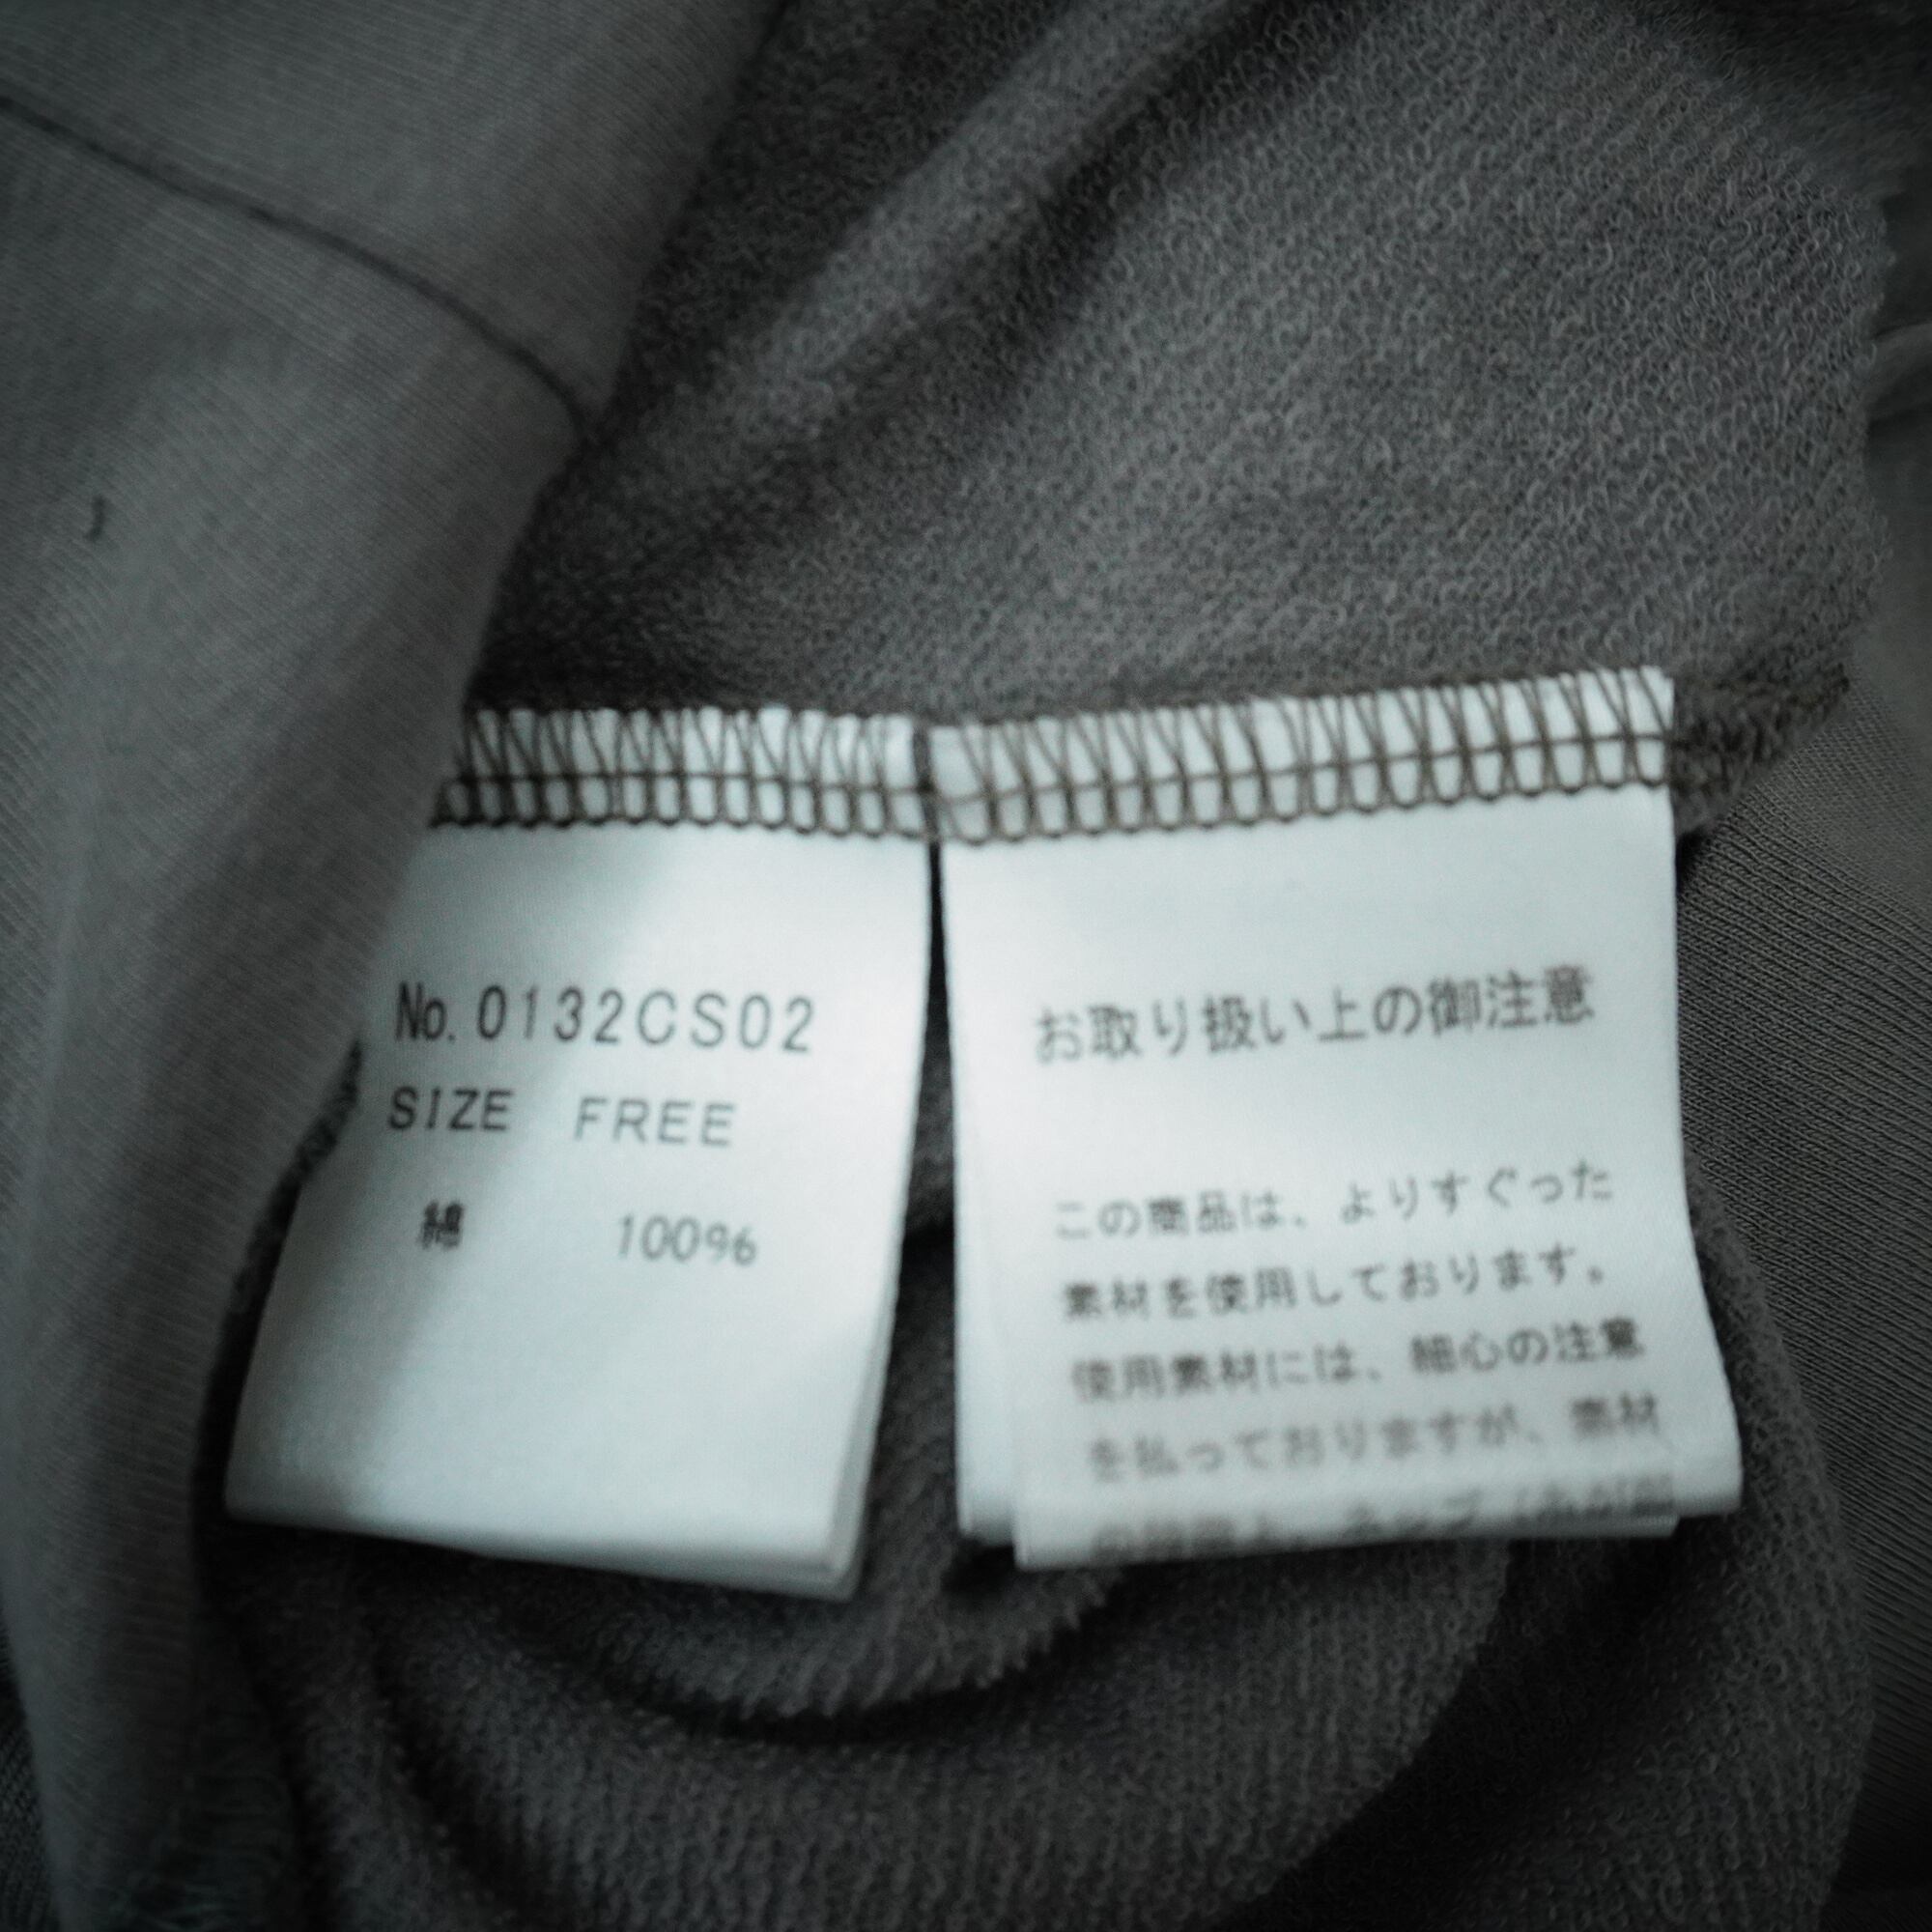 No. 0132CS02
SIZE FREE
綿 100%
お取り扱い上の御注意
この商品は、よりすぐった
素材を使用しております。
使用素材には、細心の注意
を払っておりますが、素材